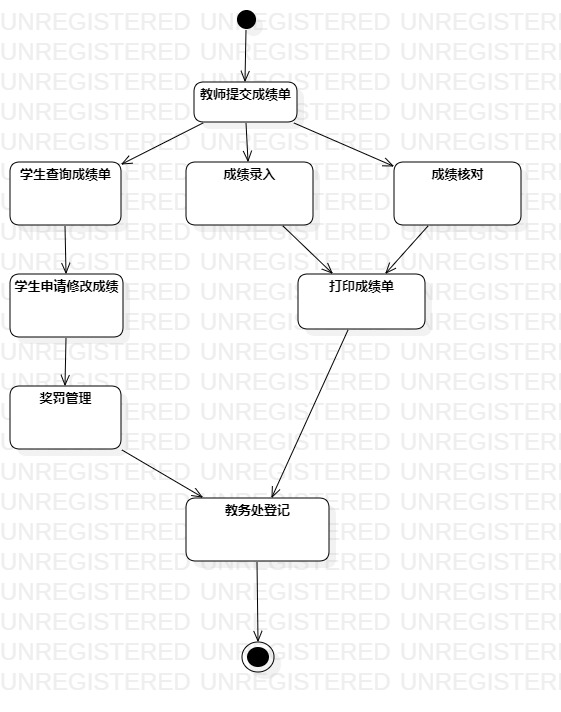 教师提交成绩单
学生查询成绩单
成绩录入
成绩核对
学生申请修改成绩
打印成绩单
奖罚管理
教务处登记
UNREGISTERED